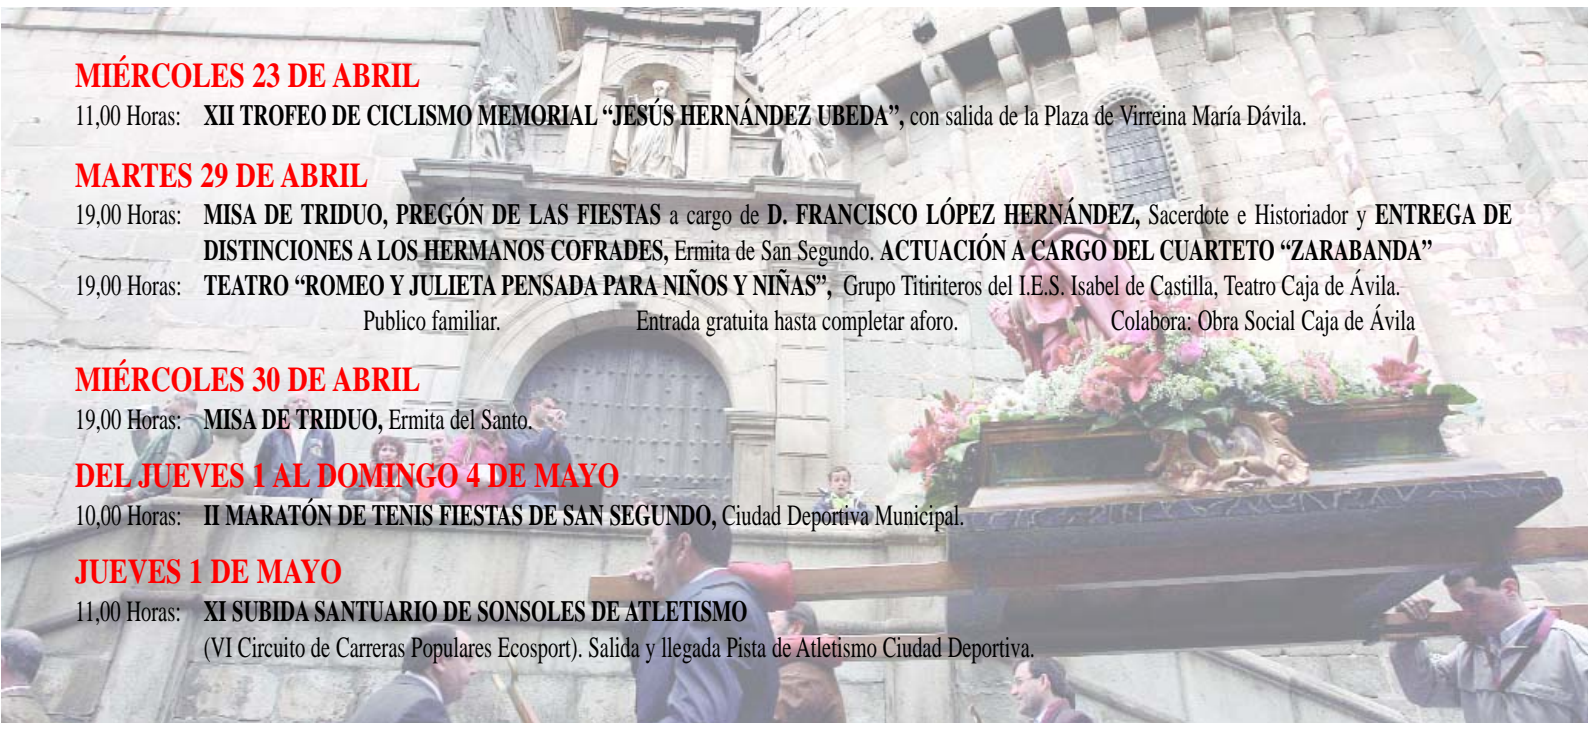 MIÉRCOLES 23 DE ABRIL
11,00 Horas: XII TROFEO DE CICLISMO MEMORIAL “JESÚS HERNÁNDEZ UBEDA”, con salida de la Plaza de Virreina María Dávila.
MARTES 29 DE ABRIL
19,00 Horas: MISA DE TRIDUO, PREGÓN DE LAS FIESTAS a cargo de D. FRANCISCO LÓPEZ HERNÁNDEZ, Sacerdote e Historiador y ENTREGA DE
DISTINCIONES A LOS HERMANOS COFRADES, Ermita de San Segundo. ACTUACIÓN A CARGO DEL CUARTETO “ZARABANDA”
19,00 Horas: TEATRO “ROMEO Y JULIETA PENSADA PARA NIÑOS Y NIÑAS”, Grupo Titiriteros del I.E.S. Isabel de Castilla, Teatro Caja de Ávila.
Publico familiar. Entrada gratuita hasta completar aforo. Colabora: Obra Social Caja de Ávila
MIÉRCOLES 30 DE ABRIL
19,00 Horas: MISA DE TRIDUO, Ermita del Santo.
DEL JUEVES 1 AL DOMINGO 4 DE MAYO
10,00 Horas: II MARATÓN DE TENIS FIESTAS DE SAN SEGUNDO, Ciudad Deportiva Municipal.
JUEVES 1 DE MAYO
11,00 Horas: XI SUBIDA SANTUARIO DE SONSOLES DE ATLETISMO
(VI Circuito de Carreras Populares Ecosport). Salida y llegada Pista de Atletismo Ciudad Deportiva.